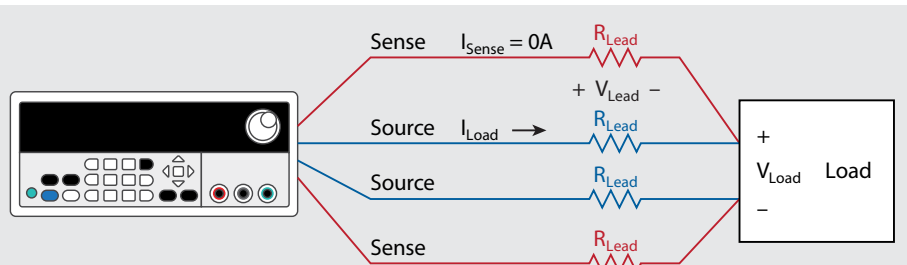 Sense I_Sense = 0A R_Lead
+ V_Lead −
Source I_Load → R_Lead
+
Source R_Lead
V_Load Load
−
Sense R_Lead